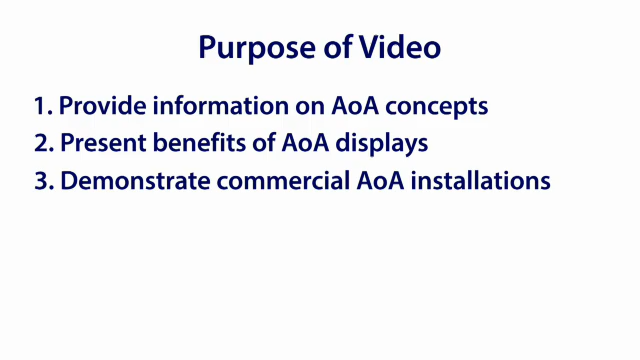 Purpose of Video
1. Provide information on AoA concepts
2. Present benefits of AoA displays
3. Demonstrate commercial AoA installations